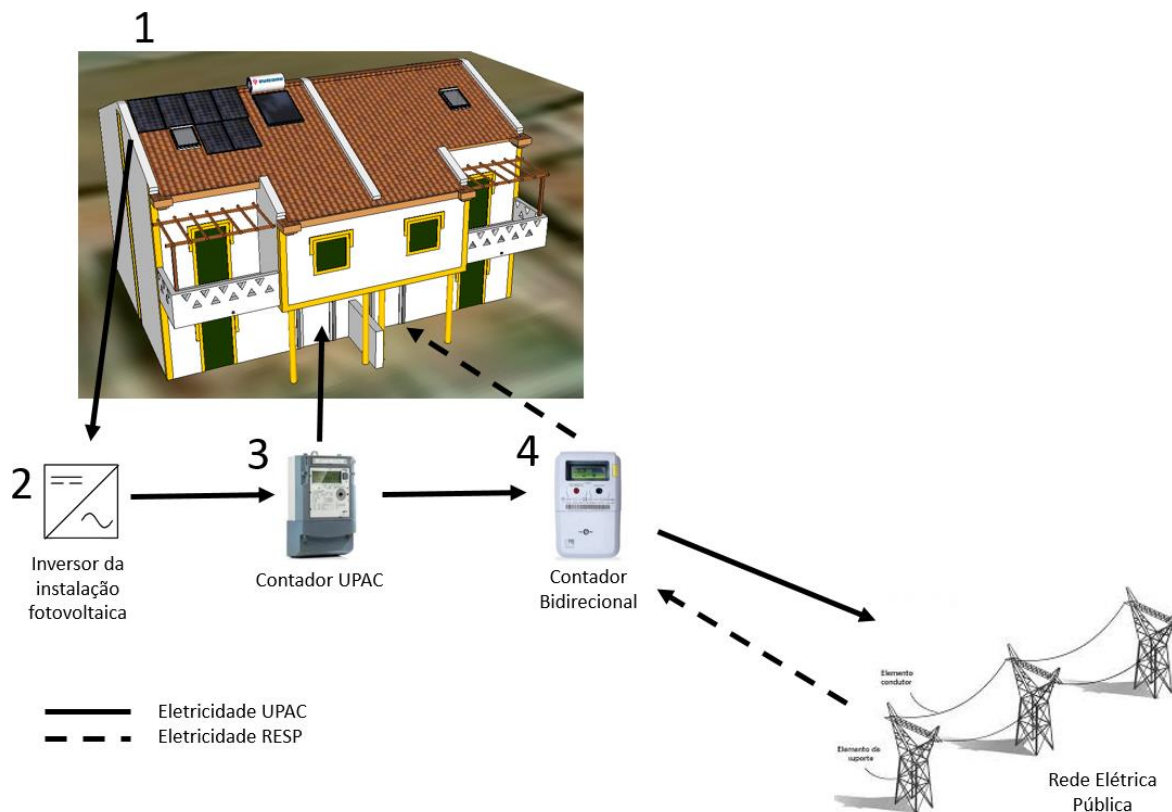 1
2
3
4
Inversor da
instalação
fotovoltaica
Contador UPAC
Contador
Bidirecional
Elemento
condutor
Elemento de
suporte
Rede Elétrica
Pública
Eletricidade UPAC
Eletricidade RESP